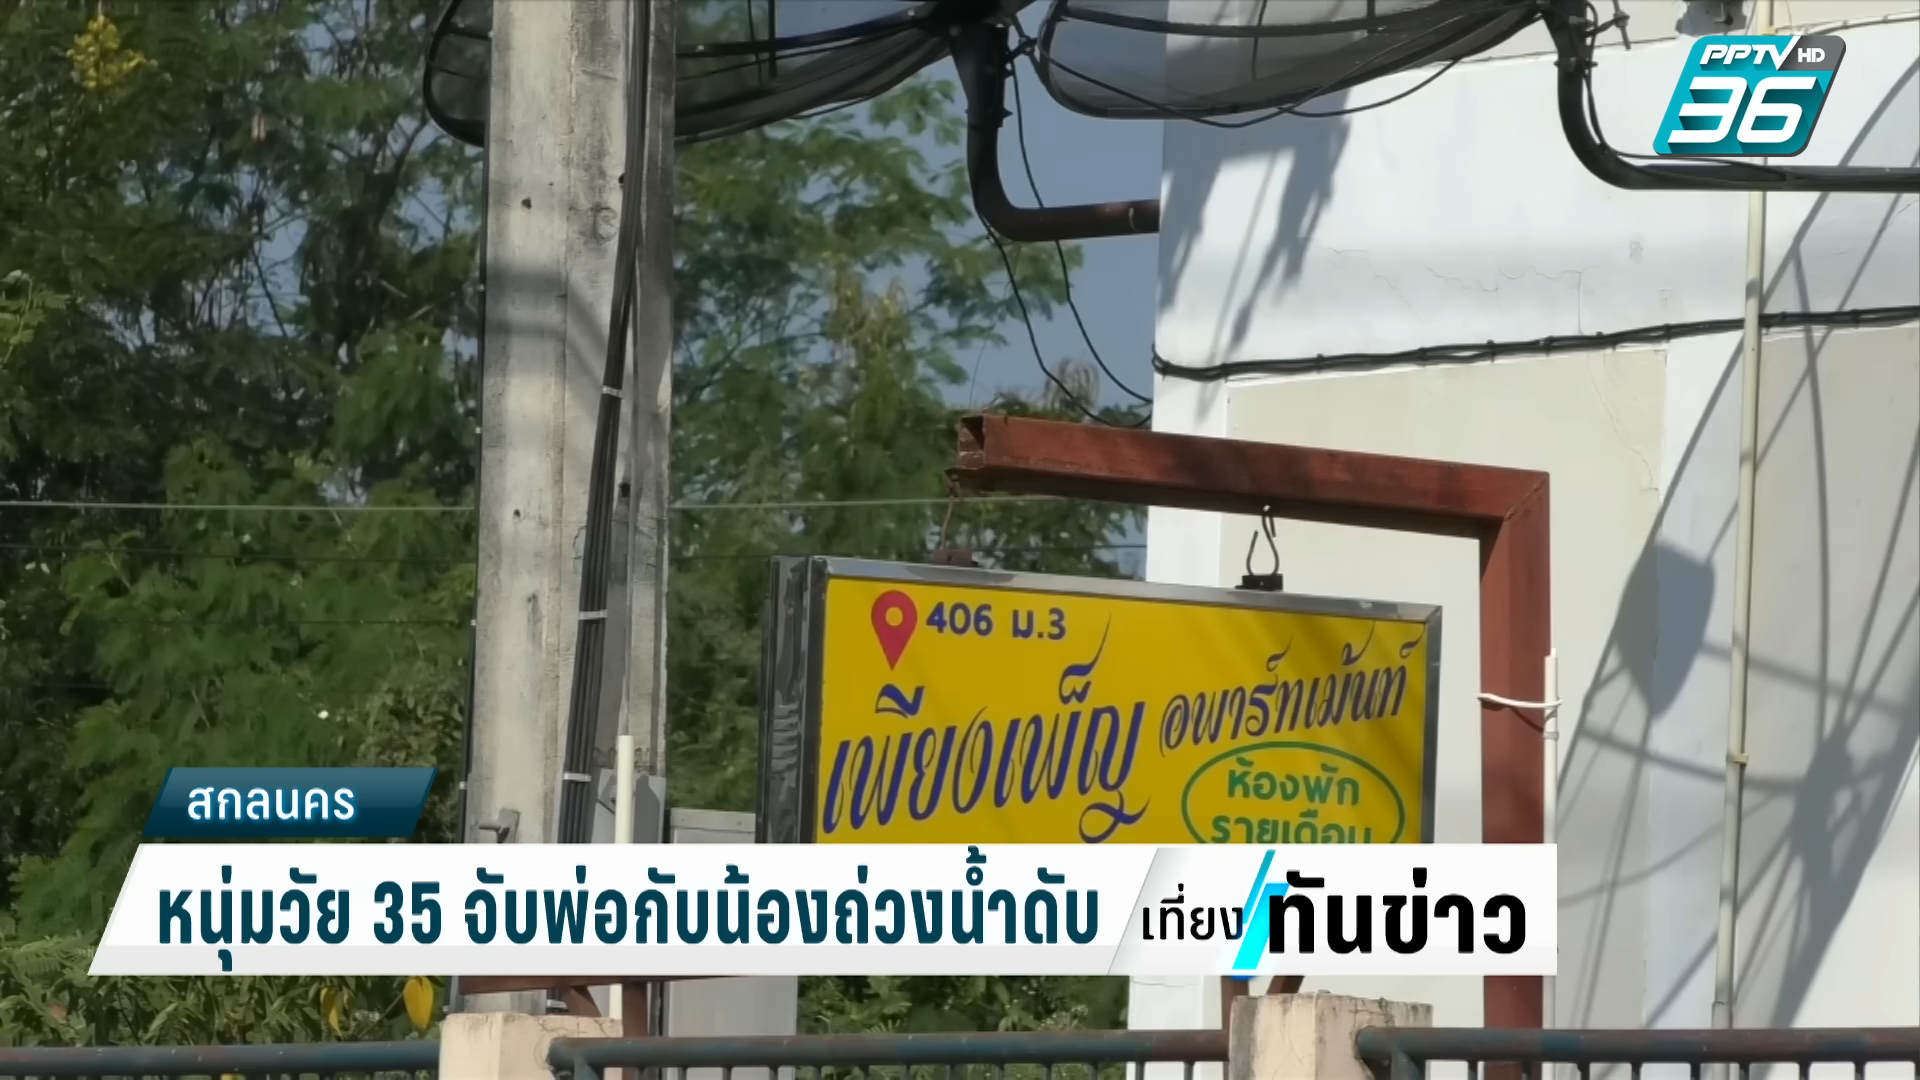 PPTV HD
36
406 ม.3
เพียงเพ็ญ อพาร์ทเม้นท์
ห้องพัก
รายเดือน
สกลนคร
หนุ่มวัย 35 จับพ่อกับน้องถ่วงน้ำดับ
เที่ยง ทันข่าว